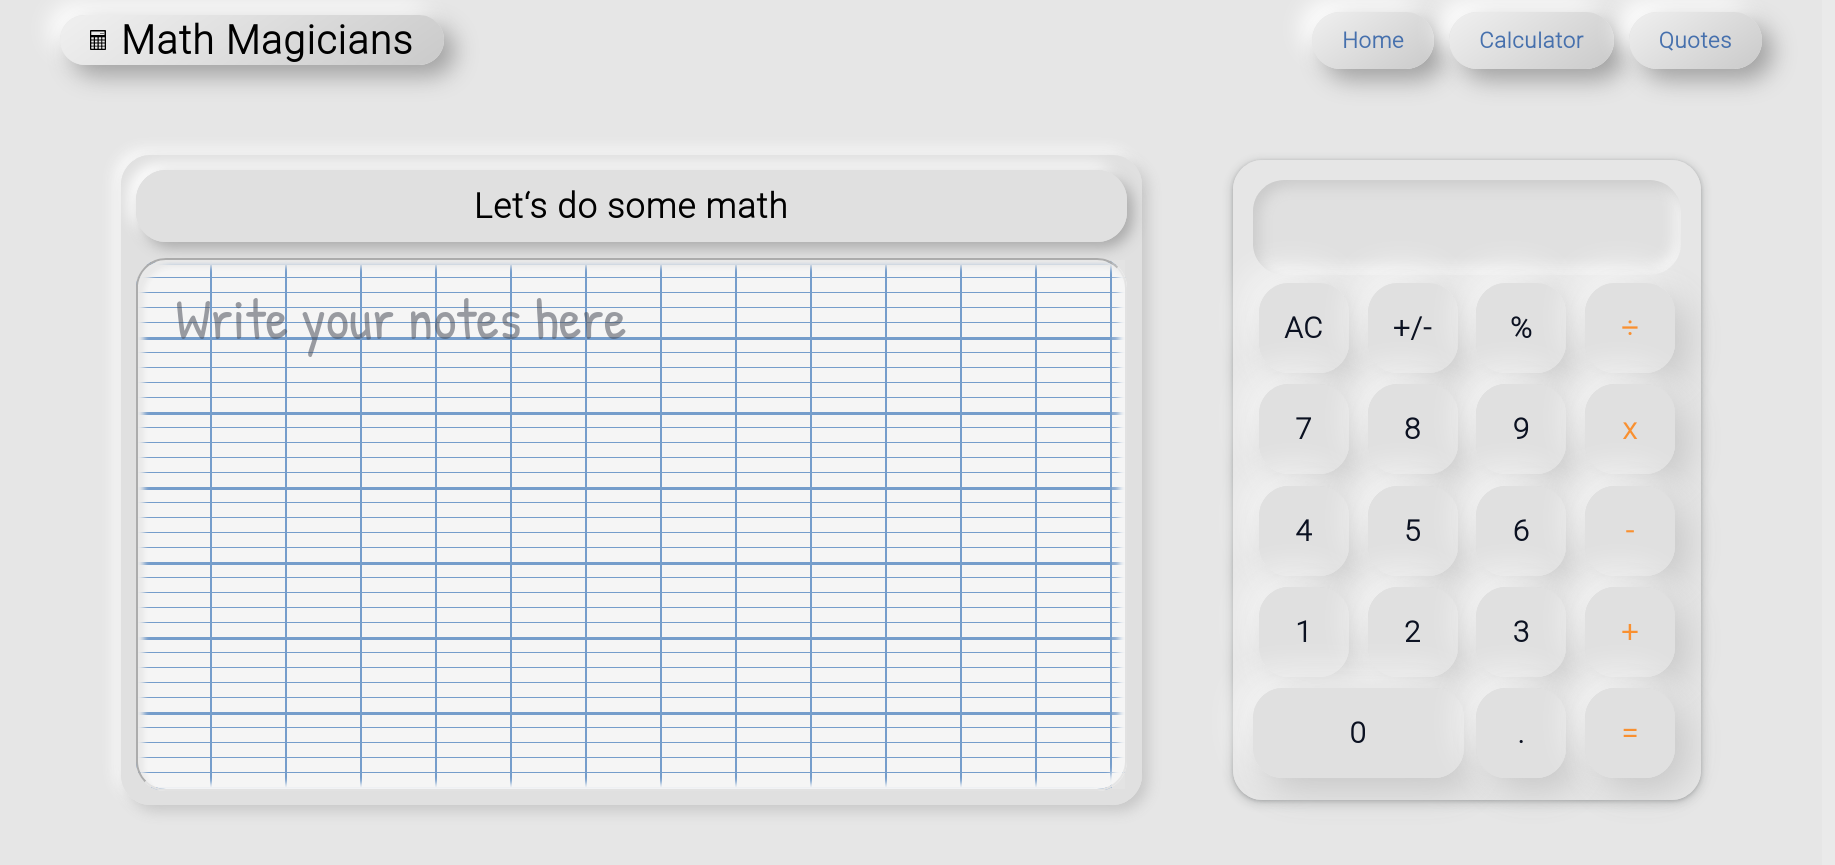 Math Magicians
Home Calculator Quotes
Let‘s do some math
Write your notes here
AC +/- % ÷
7 8 9 x
4 5 6 -
1 2 3 +
0 . =